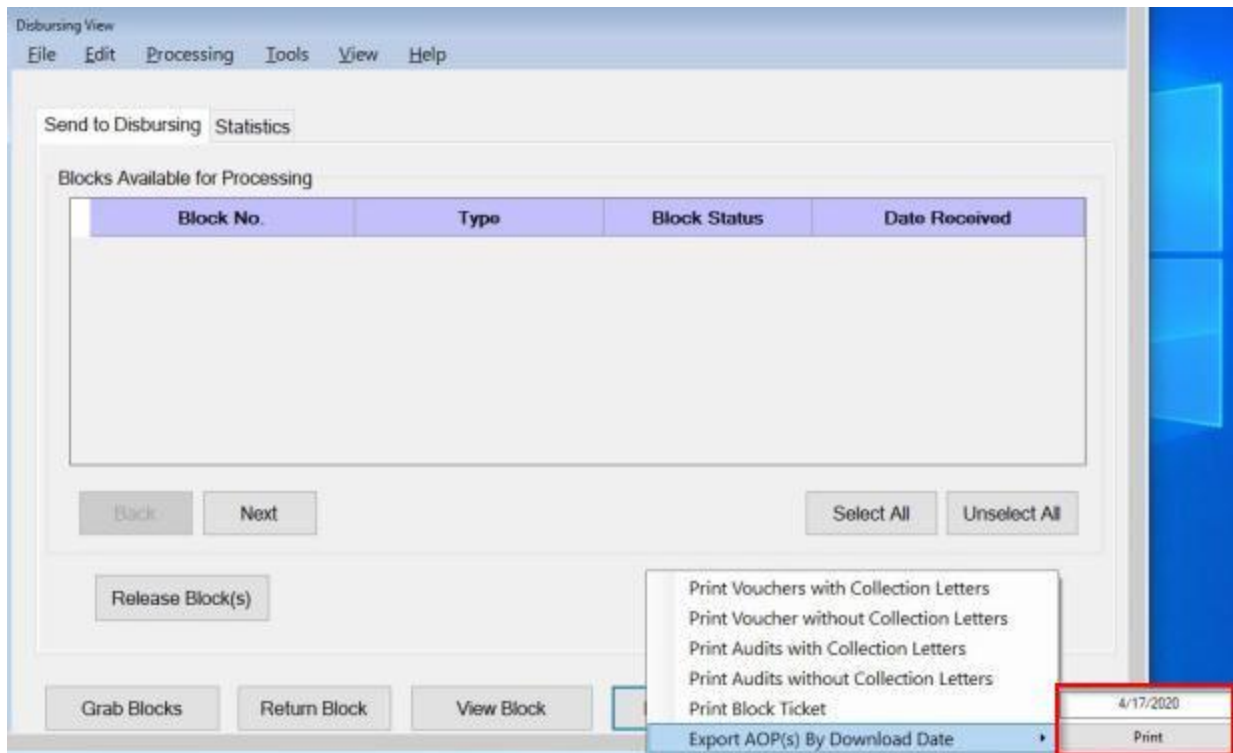 Disbursing View
File Edit Processing Tools View Help
Send to Disbursing Statistics
Blocks Available for Processing
Block No. Type Block Status Date Received
Back Next Select All Unselect All
Release Block(s)
Print Vouchers with Collection Letters
Print Voucher without Collection Letters
Print Audits with Collection Letters
Print Audits without Collection Letters
Grab Blocks Return Block View Block Print Block Ticket 4/17/2020
Export AOP(s) By Download Date Print